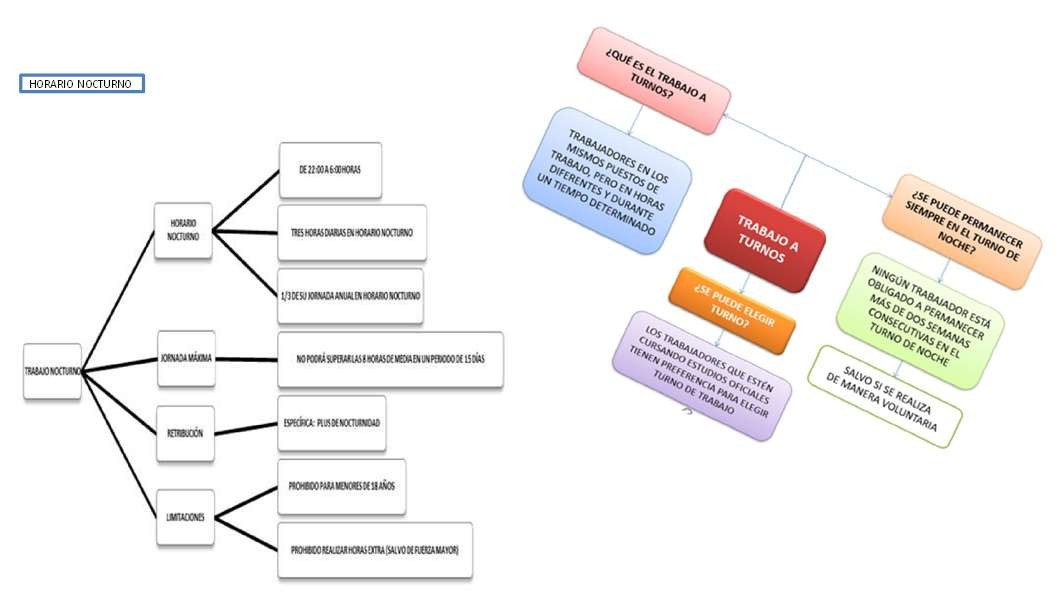 HORARIO NOCTURNO
TRABAJO NOCTURNO
HORARIO
NOCTURNO
DE 22:00 A 6:00 HORAS
TRES HORAS DIARIAS EN HORARIO NOCTURNO
1/3 DE SU JORNADA ANUAL EN HORARIO NOCTURNO
JORNADA MÁXIMA
NO PODRÁ SUPERAR LAS 8 HORAS DE MEDIA EN UN PERIODO DE 15 DÍAS
RETRIBUCIÓN
ESPECÍFICA: PLUS DE NOCTURNIDAD
LIMITACIONES
PROHIBIDO PARA MENORES DE 18 AÑOS
PROHIBIDO REALIZAR HORAS EXTRA (SALVO DE FUERZA MAYOR)
¿QUÉ ES EL TRABAJO A
TURNOS?
TRABAJADORES EN LOS
MISMOS PUESTOS DE
TRABAJO, PERO EN HORAS
DIFERENTES Y DURANTE
UN TIEMPO DETERMINADO
TRABAJO A
TURNOS
¿SE PUEDE ELEGIR
TURNO?
LOS TRABAJADORES QUE ESTÉN
CURSANDO ESTUDIOS OFICIALES
TIENEN PREFERENCIA PARA ELEGIR
TURNO DE TRABAJO
¿SE PUEDE PERMANECER
SIEMPRE EN EL TURNO DE
NOCHE?
NINGÚN TRABAJADOR ESTÁ
OBLIGADO A PERMANECER
MÁS DE DOS SEMANAS
CONSECUTIVAS EN EL
TURNO DE NOCHE
SALVO SI SE REALIZA
DE MANERA VOLUNTARIA